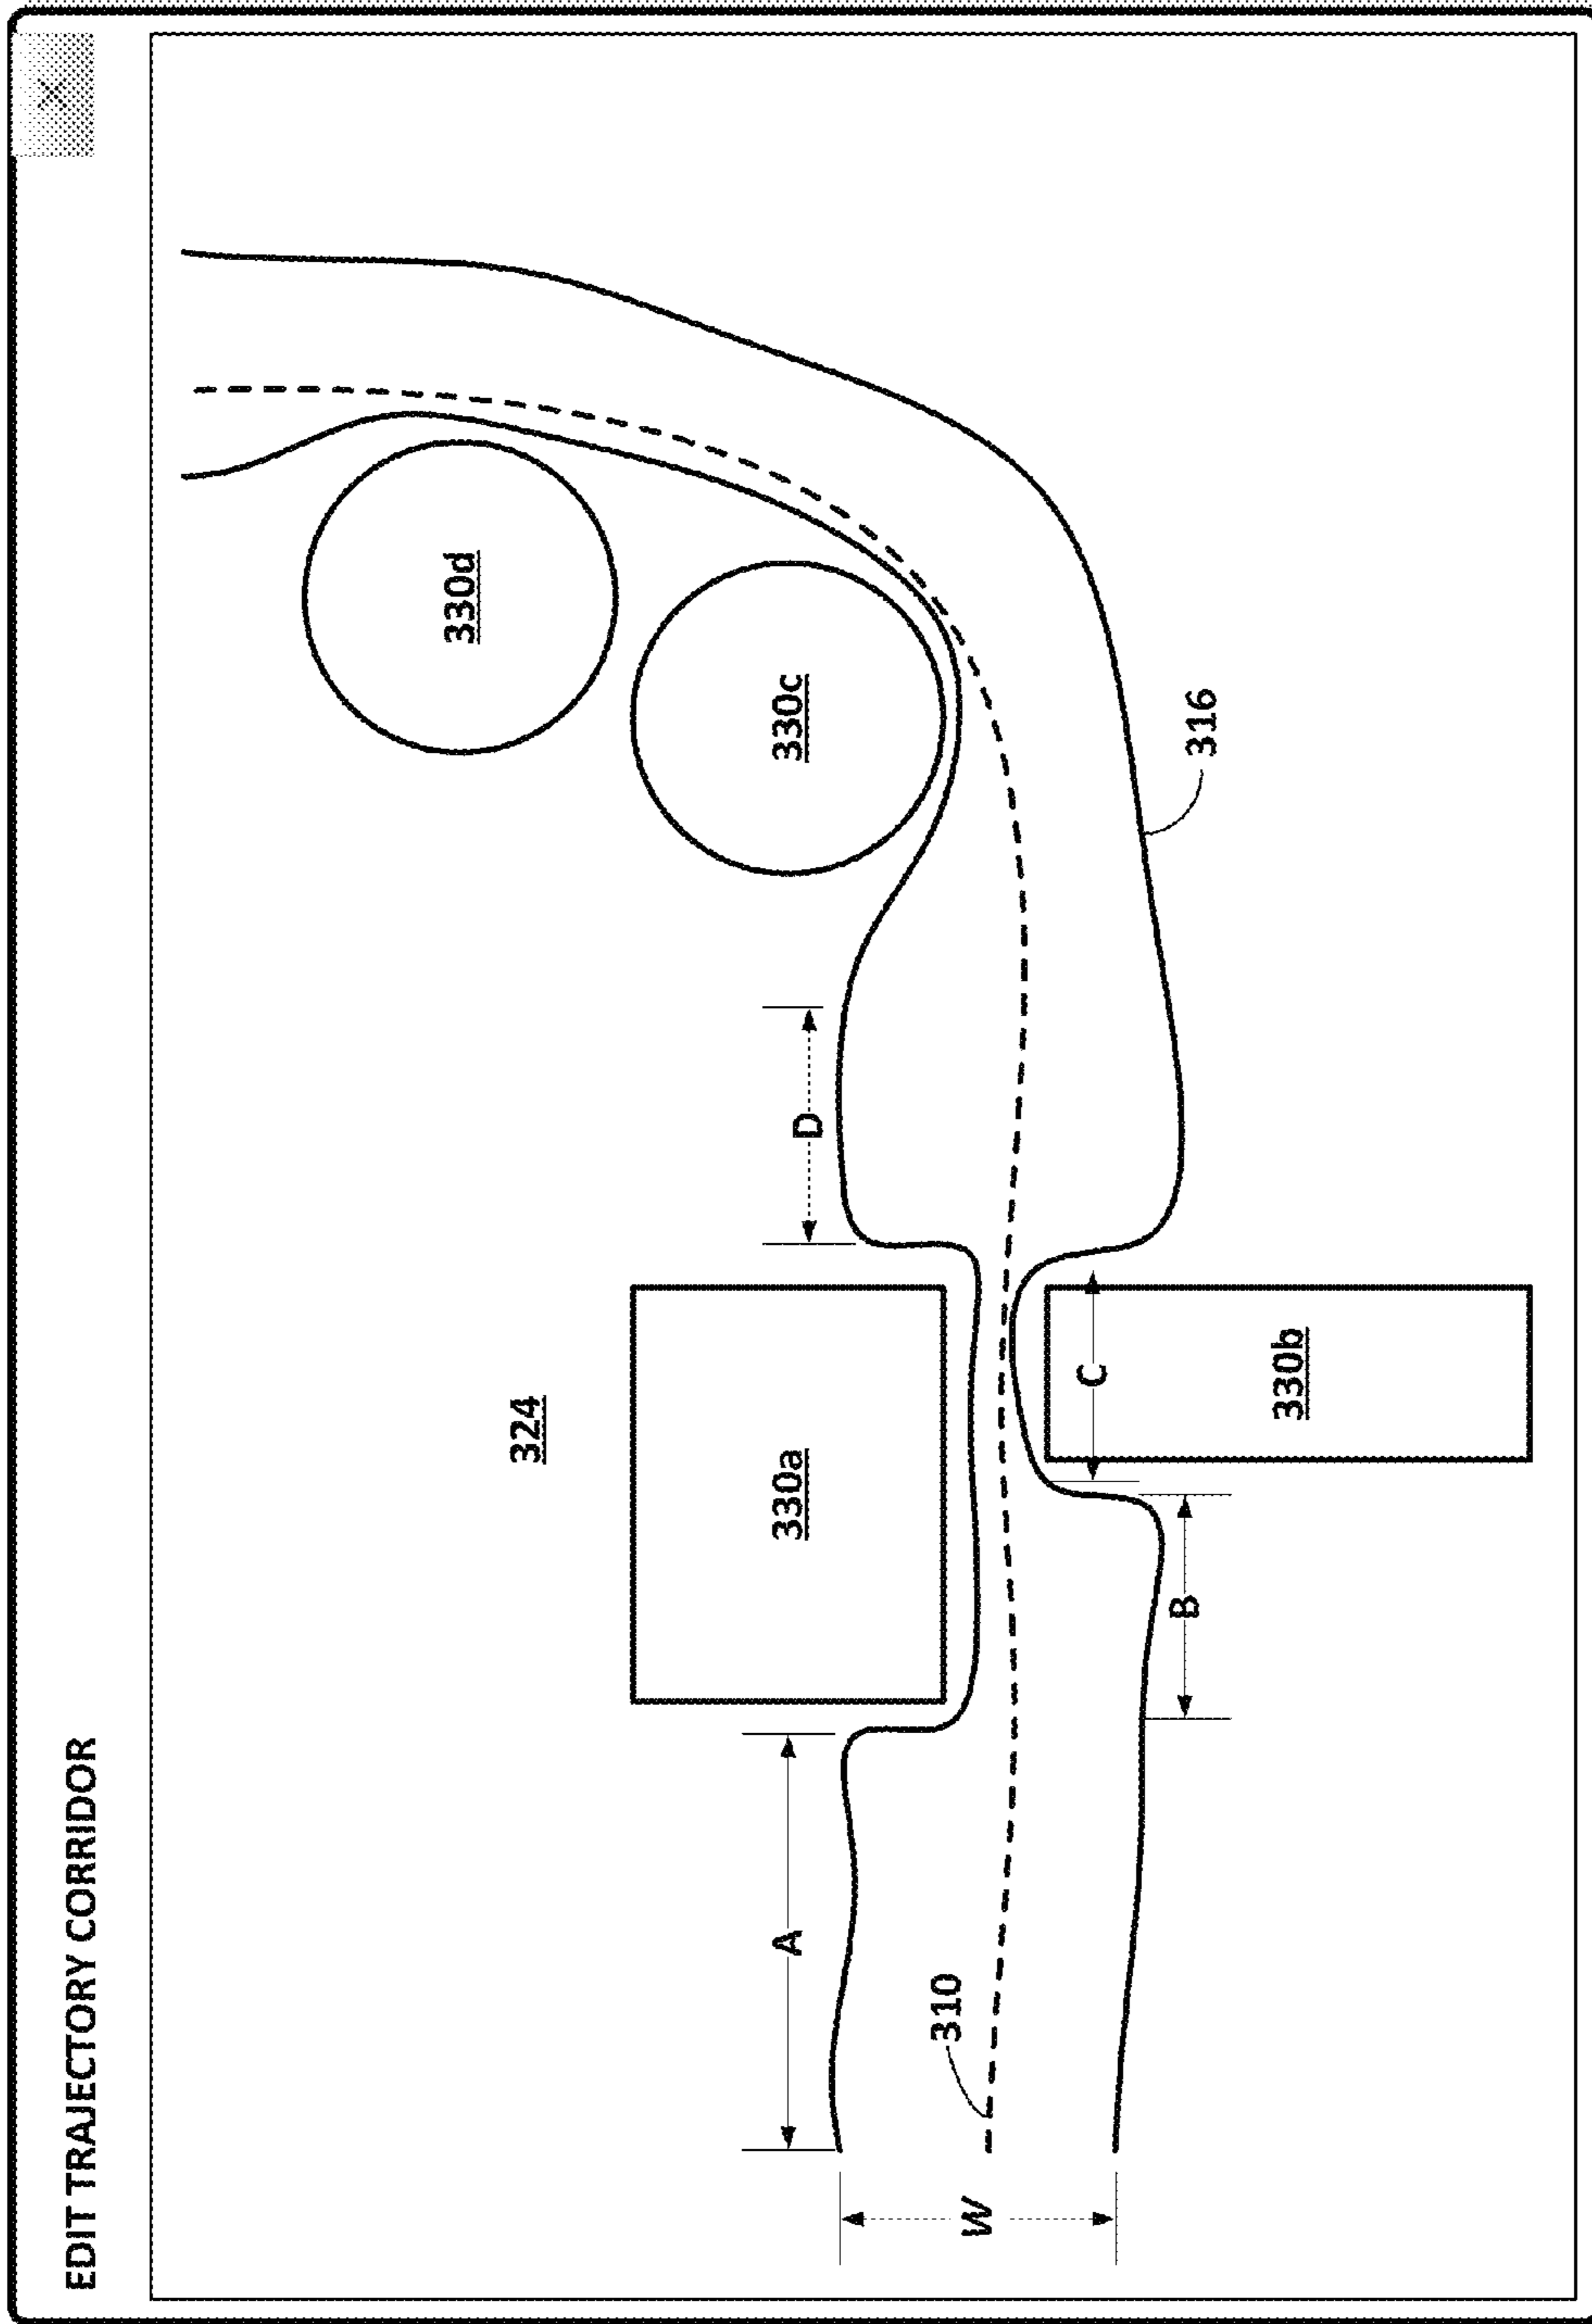 EDIT TRAJECTORY CORRIDOR
X
324
330d
330a
330c
D
A
W
310
C
316
B
330b